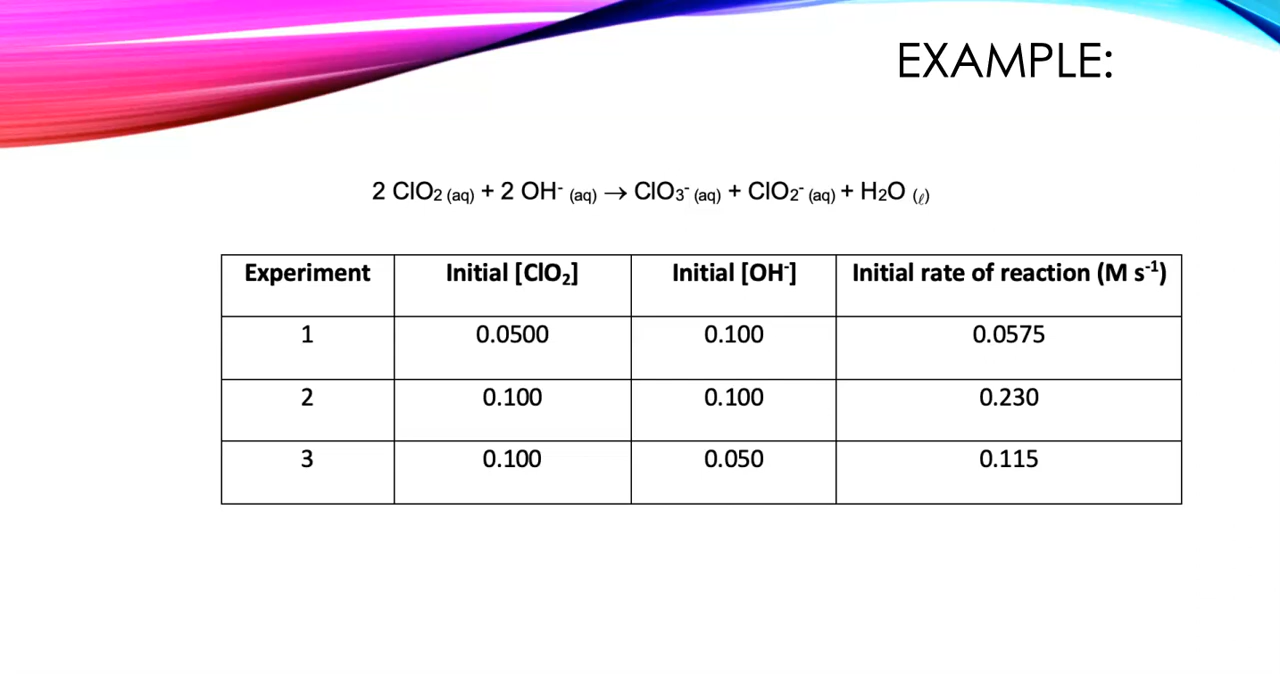 EXAMPLE:
2 ClO₂ (aq) + 2 OH⁻ (aq) → ClO₃⁻ (aq) + ClO₂⁻ (aq) + H₂O (ℓ)
Experiment Initial [ClO₂] Initial [OH⁻] Initial rate of reaction (M s⁻¹)
1 0.0500 0.100 0.0575
2 0.100 0.100 0.230
3 0.100 0.050 0.115